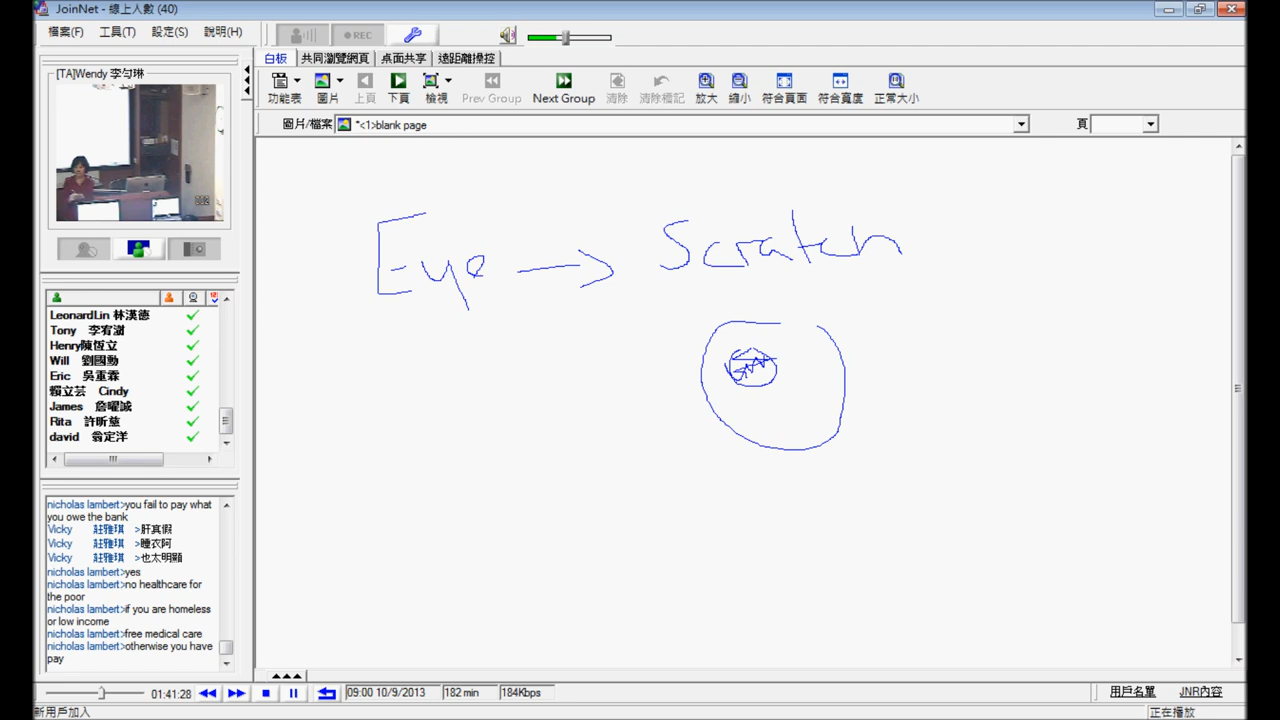 JoinNet - 線上人數 (40)
檔案(F) 工具(T) 設定(S) 說明(H)
REC
[TA]Wendy 李勻琳
白板 共同瀏覽網頁 桌面共享 遠距離操控
功能表 圖片 上頁 下頁 檢視 Prev Group Next Group 清除 清除標記 放大 縮小 符合頁面 符合寬度 正常大小
圖片/檔案 *<1>blank page 頁
Eye → Scratch
LeonardLin 林漢德
Tony 李宥澍
Henry陳恆立
Will 劉國勳
Eric 吳重霖
賴立芸 Cindy
James 詹曜誠
Rita 許昕慈
david 翁定洋
nicholas lambert>you fail to pay what
you owe the bank
Vicky 莊雅琪 >肝真假
Vicky 莊雅琪 >睡衣阿
Vicky 莊雅琪 >也太明顯
nicholas lambert>yes
nicholas lambert>no healthcare for
the poor
nicholas lambert>if you are homeless
or low income
nicholas lambert>free medical care
nicholas lambert>otherwise you have
pay
01:41:28 09:00 10/9/2013 182 min 184Kbps 用戶名單 JNR內容
新用戶加入 正在播放